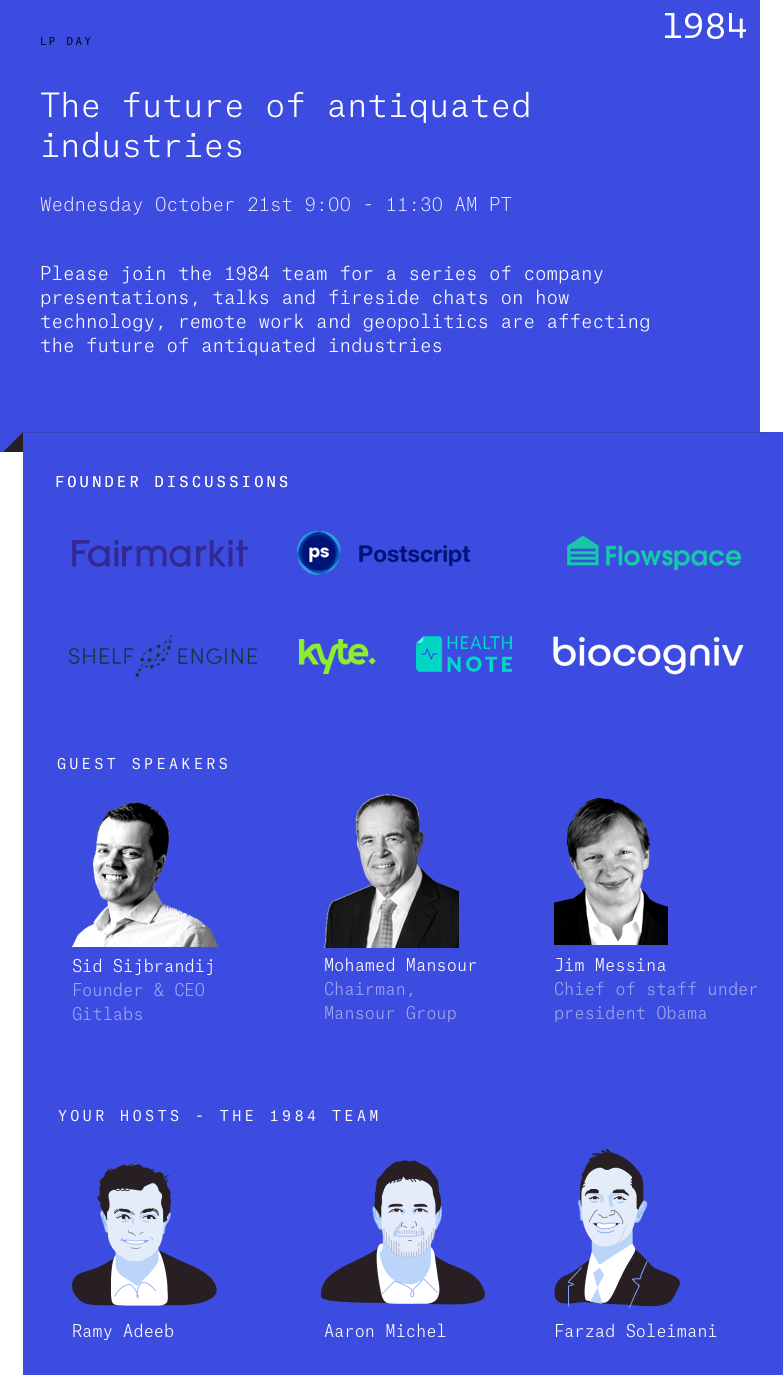 1984
LP DAY
The future of antiquated
industries
Wednesday October 21st 9:00 - 11:30 AM PT
Please join the 1984 team for a series of company
presentations, talks and fireside chats on how
technology, remote work and geopolitics are affecting
the future of antiquated industries
FOUNDER DISCUSSIONS
Fairmarkit
ps Postscript
Flowspace
SHELF ENGINE
kyte.
HEALTH
NOTE
biocogniv
GUEST SPEAKERS
Sid Sijbrandij
Founder & CEO
Gitlabs
Mohamed Mansour
Chairman,
Mansour Group
Jim Messina
Chief of staff under
president Obama
YOUR HOSTS - THE 1984 TEAM
Ramy Adeeb
Aaron Michel
Farzad Soleimani